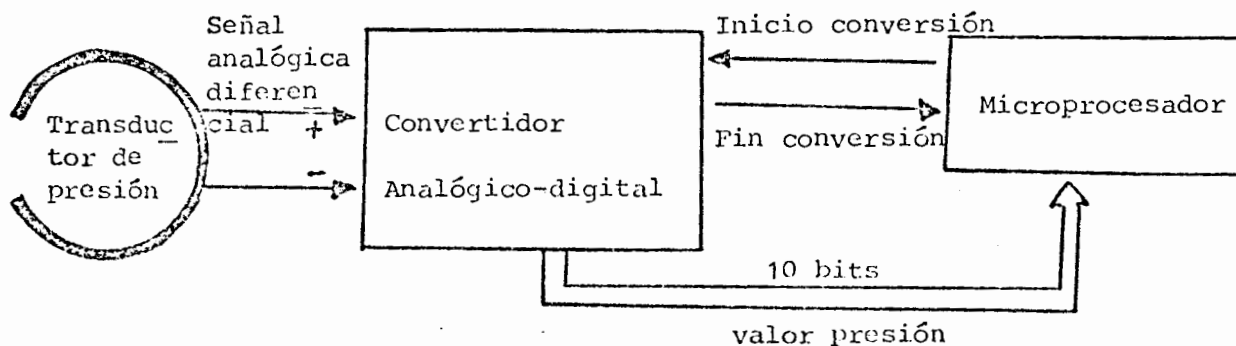 Señal
analógica
diferen
cial +
-
Transduc
tor de
presión
Convertidor
Analógico-digital
Inicio conversión
Fin conversión
Microprocesador
10 bits
valor presión